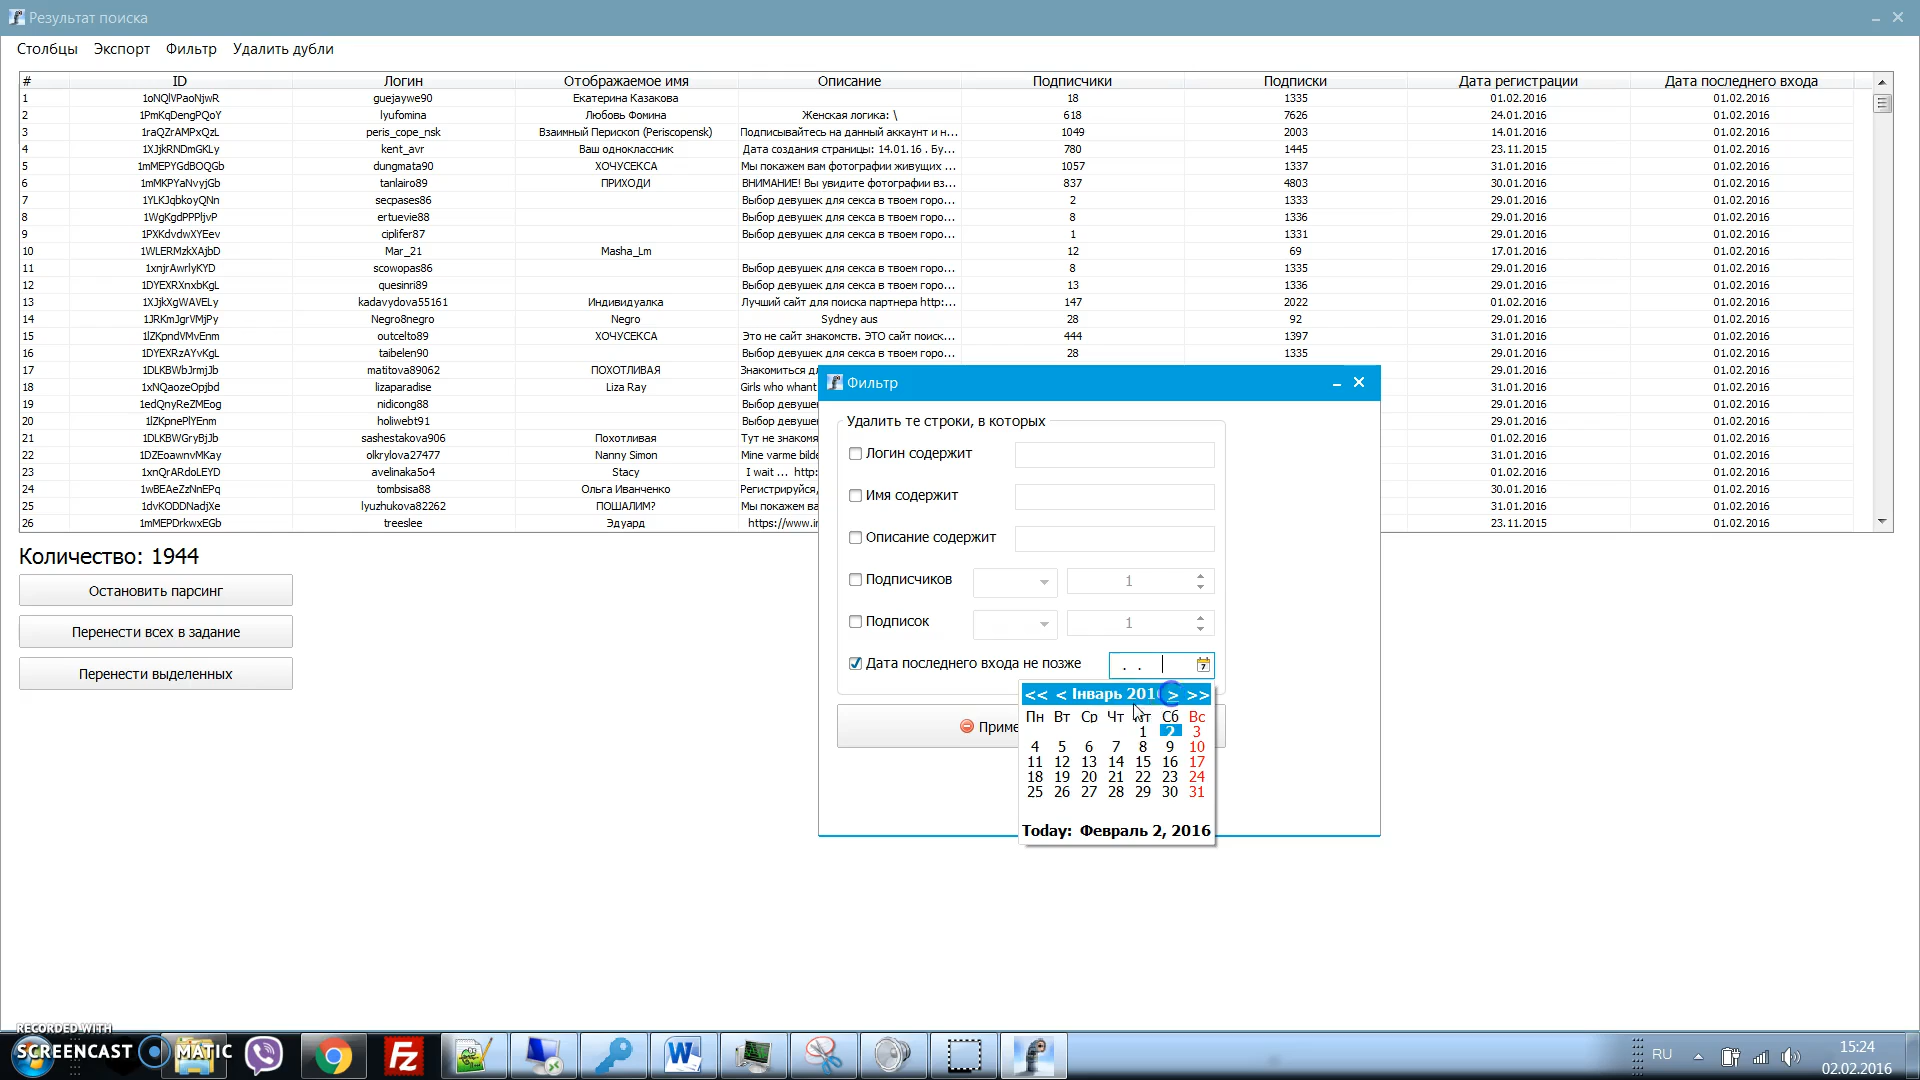 Результат поиска
Столбцы Экспорт Фильтр Удалить дубли
# ID Логин Отображаемое имя Описание Подписчики Подписки Дата регистрации Дата последнего входа
1 1oNQlVPaoNjwR guejaywe90 Екатерина Казакова 18 1335 01.02.2016 01.02.2016
2 1PmKqDengPQoY lyufomina Любовь Фомина Женская логика: \ 618 7626 24.01.2016 01.02.2016
3 1raQZrAMPxQzL peris_cope_nsk Взаимный Перископ (Periscopensk) Подписывайтесь на данный аккаунт и н... 1049 2003 14.01.2016 01.02.2016
4 1XJjkRNDmGKLy kent_avr Ваш одноклассник Дата создания страницы: 14.01.16 . Бу... 780 1445 23.11.2015 01.02.2016
5 1mMEPYGdBOQGb dungmata90 ХОЧУСЕКСА Мы покажем вам фотографии живущих ... 1057 1337 31.01.2016 01.02.2016
6 1mMKPYaNvyjGb tanlairo89 ПРИХОДИ ВНИМАНИЕ! Вы увидите фотографии вз... 837 4803 30.01.2016 01.02.2016
7 1YLKJqbkoyQNn secpases86 Выбор девушек для секса в твоем горо... 2 1333 29.01.2016 01.02.2016
8 1WgKgdPPPljvP ertuevie88 Выбор девушек для секса в твоем горо... 8 1336 29.01.2016 01.02.2016
9 1PXKdvdwXYEev ciplifer87 Выбор девушек для секса в твоем горо... 1 1331 29.01.2016 01.02.2016
10 1WLERMzkXAjbD Mar_21 Masha_Lm 12 69 17.01.2016 01.02.2016
11 1xnjrAwrlyKYD scowopas86 Выбор девушек для секса в твоем горо... 8 1335 29.01.2016 01.02.2016
12 1DYEXRXnxbKgL quesinri89 Выбор девушек для секса в твоем горо... 13 1336 29.01.2016 01.02.2016
13 1XJjkXgWAVELy kadavydova55161 Индивидуалка Лучший сайт для поиска партнера http:... 147 2022 01.02.2016 01.02.2016
14 1JRKmJgrVMjPy Negro8negro Negro Sydney aus 28 92 01.02.2016 01.02.2016
15 1lZKpndVMvEnm outcelto89 ХОЧУСЕКСА Это не сайт знакомств. ЭТО сайт поиск... 444 1397 31.01.2016 01.02.2016
16 1DYEXRzAYvKgL taibelen90 Выбор девушек для секса в твоем горо... 28 1335 29.01.2016 01.02.2016
17 1DLKBWbJrmjJb matitova89062 ПОХОТЛИВАЯ Знакомиться дл 29.01.2016 01.02.2016
18 1xNQaozeOpjbd lizaparadise Liza Ray Girls who whant 31.01.2016 01.02.2016
19 1edQnyReZMEog nidicong88 Выбор девушек 29.01.2016 01.02.2016
20 1lZKpnePlYEnm holiwebt91 Выбор девушек 29.01.2016 01.02.2016
21 1DLKBWGryBjJb sashestakova906 Похотливая Тут не знакомя 01.02.2016 01.02.2016
22 1DZEoawnvMKay olkrylova27477 Nanny Simon Mine varme bilde 31.01.2016 01.02.2016
23 1xnQrARdoLEYD avelinaka5o4 Stacy I wait ... http: 01.02.2016 01.02.2016
24 1wBEAeZzNnEPq tombsisa88 Ольга Иванченко Регистрируйся, 30.01.2016 01.02.2016
25 1dvKODDNadjXe lyuzhukova82262 ПОШАЛИМ? Мы покажем ва 31.01.2016 01.02.2016
26 1mMEPDrkwxEGb treeslee Эдуард https://www.in 23.11.2015 01.02.2016
Количество: 1944
Остановить парсинг
Перенести всех в задание
Перенести выделенных
Фильтр
Удалить те строки, в которых
Логин содержит
Имя содержит
Описание содержит
Подписчиков 1
Подписок 1
Дата последнего входа не позже . .
Приме
<< < Январь 2016 > >>
Пн Вт Ср Чт Пт Сб Вс
1 2 3
4 5 6 7 8 9 10
11 12 13 14 15 16 17
18 19 20 21 22 23 24
25 26 27 28 29 30 31
Today: Февраль 2, 2016
RECORDED WITH
SCREENCAST MATIC
RU
15:24
02.02.2016